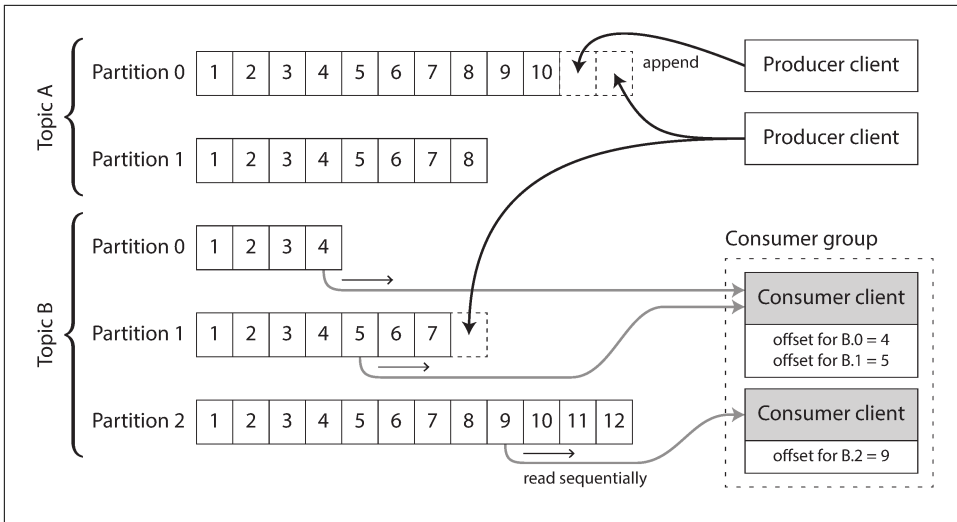 Topic A
Partition 0
1 2 3 4 5 6 7 8 9 10
append
Producer client
Producer client
Partition 1
1 2 3 4 5 6 7 8
Topic B
Partition 0
1 2 3 4
Partition 1
1 2 3 4 5 6 7
Partition 2
1 2 3 4 5 6 7 8 9 10 11 12
read sequentially
Consumer group
Consumer client
offset for B.0 = 4
offset for B.1 = 5
Consumer client
offset for B.2 = 9